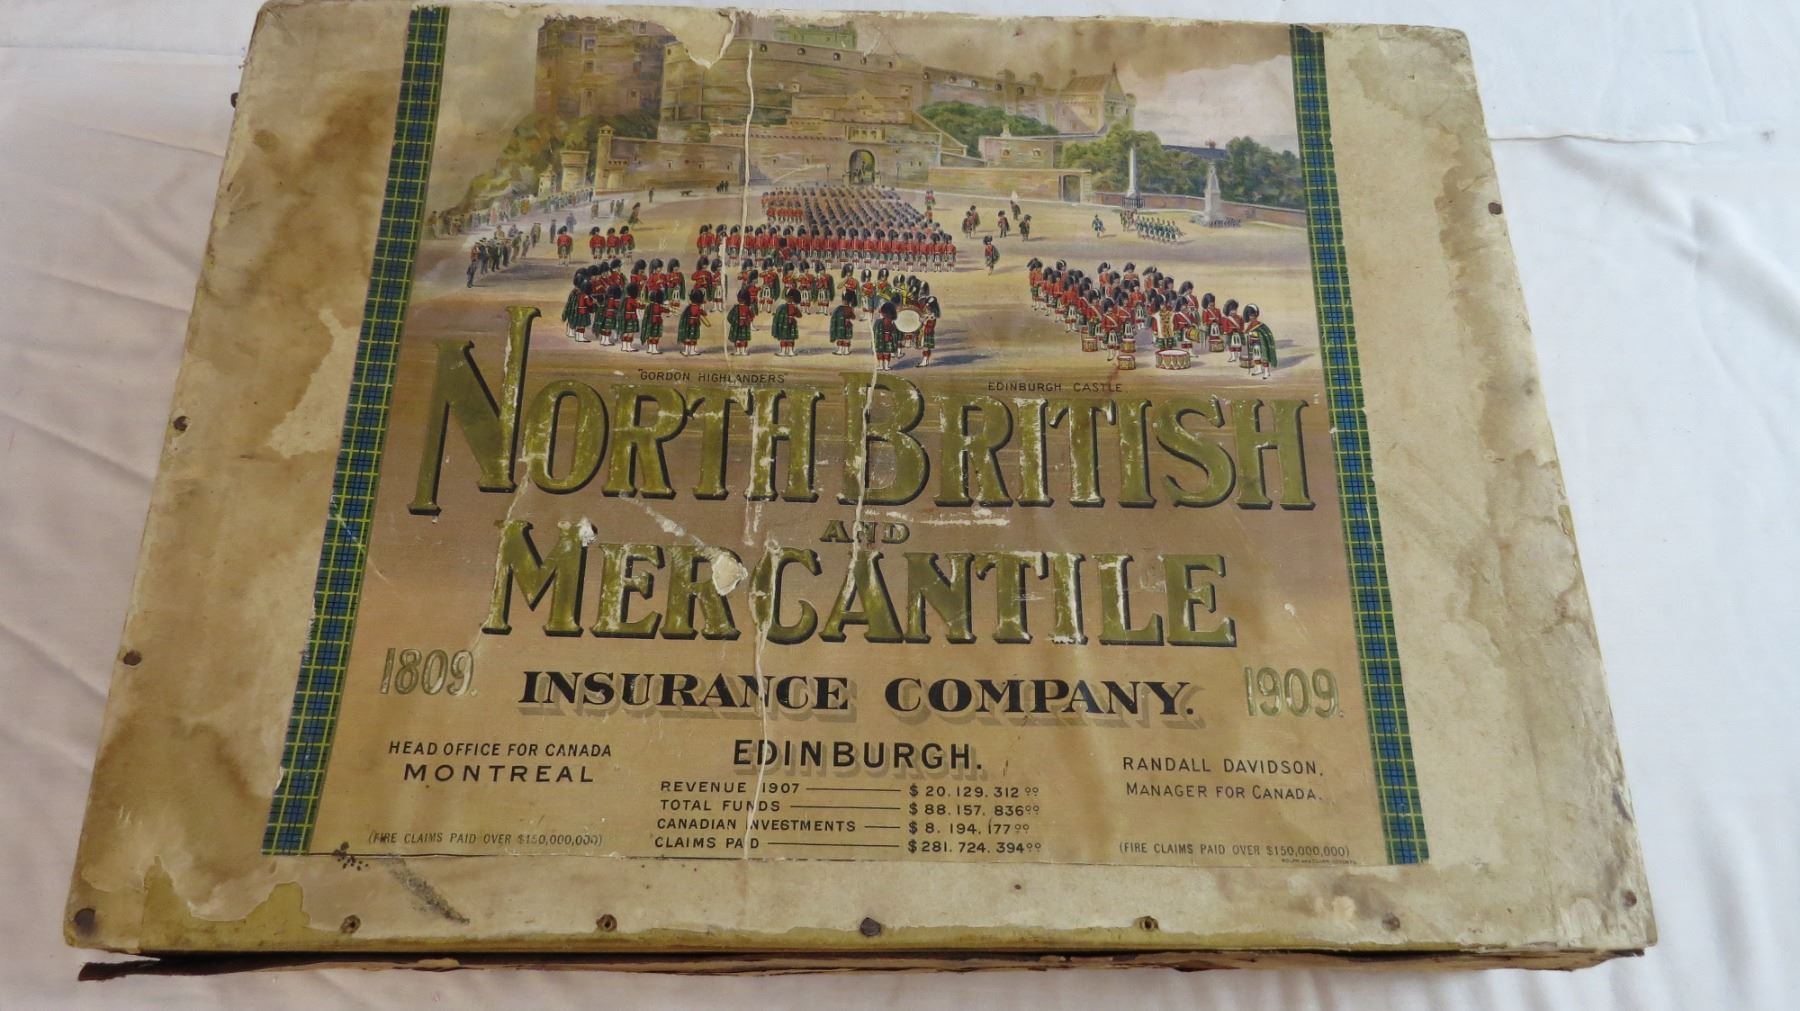 "GORDON HIGHLANDERS"
EDINBURGH CASTLE
NORTH BRITISH
AND
MERCANTILE
1809. INSURANCE COMPANY. 1909.
EDINBURGH.
HEAD OFFICE FOR CANADA
MONTREAL
REVENUE 1907 $ 20. 129. 312 00
TOTAL FUNDS $ 88. 157. 836 00
CANADIAN INVESTMENTS $ 8. 194. 177 00
CLAIMS PAID $ 281. 724. 394 00
RANDALL DAVIDSON,
MANAGER FOR CANADA.
(FIRE CLAIMS PAID OVER $150,000,000)
(FIRE CLAIMS PAID OVER $150,000,000)